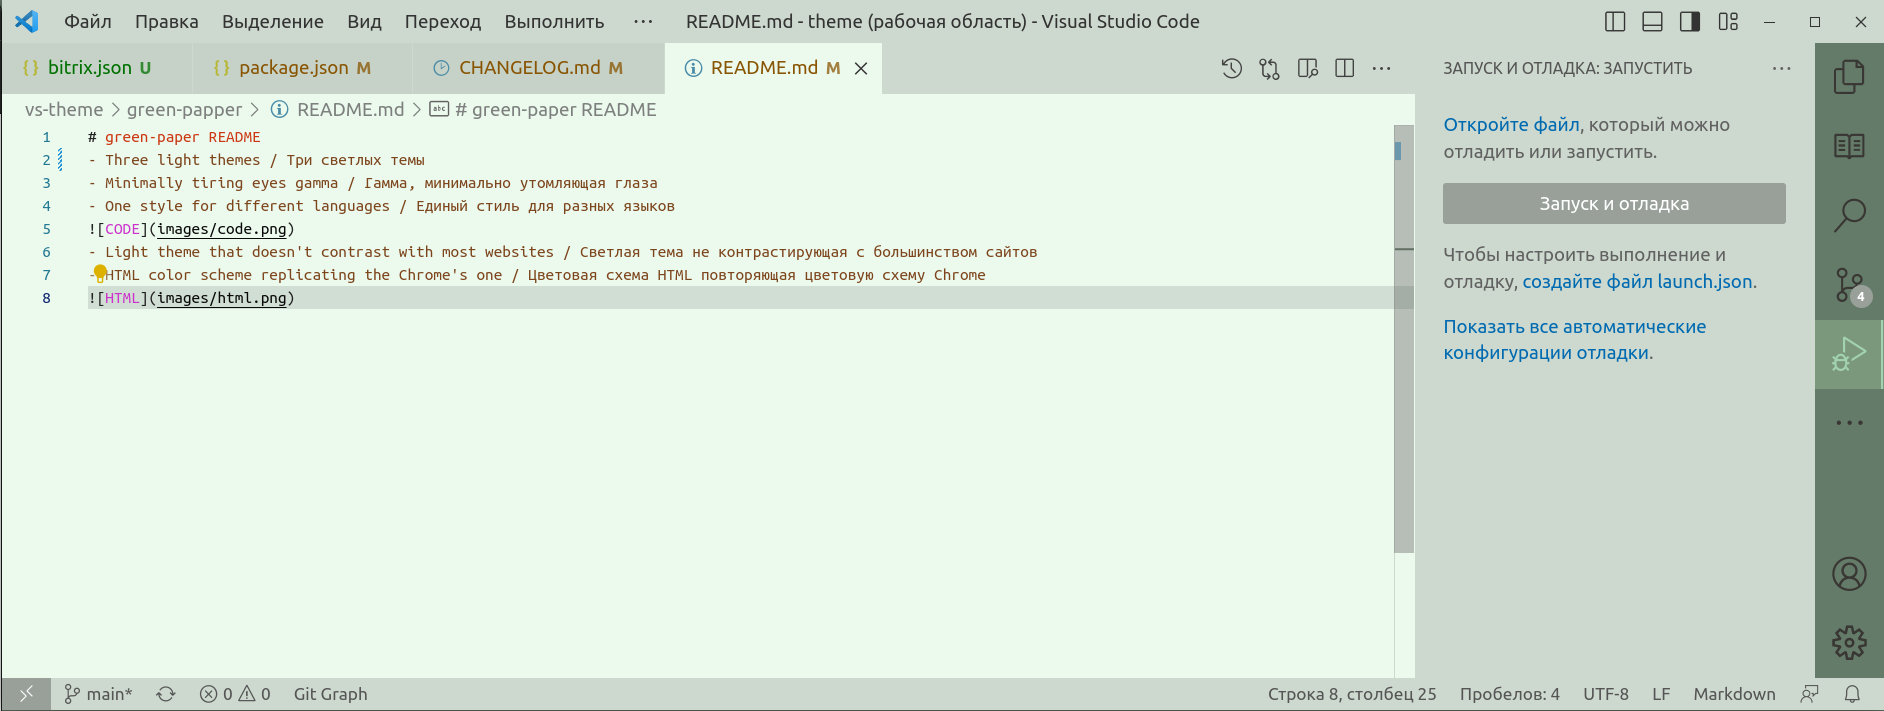 Файл Правка Выделение Вид Переход Выполнить ··· README.md - theme (рабочая область) - Visual Studio Code
{} bitrix.json U {} package.json M CHANGELOG.md M README.md M
vs-theme > green-papper > README.md > abc # green-paper README
1 # green-paper README
2 - Three light themes / Три светлых темы
3 - Minimally tiring eyes gamma / Гамма, минимально утомляющая глаза
4 - One style for different languages / Единый стиль для разных языков
5 ![CODE](images/code.png)
6 - Light theme that doesn't contrast with most websites / Светлая тема не контрастирующая с большинством сайтов
7 - HTML color scheme replicating the Chrome's one / Цветовая схема HTML повторяющая цветовую схему Chrome
8 ![HTML](images/html.png)
ЗАПУСК И ОТЛАДКА: ЗАПУСТИТЬ ···
Откройте файл, который можно
отладить или запустить.
Запуск и отладка
Чтобы настроить выполнение и
отладку, создайте файл launch.json.
Показать все автоматические
конфигурации отладки.
4
main* 0 0 Git Graph Строка 8, столбец 25 Пробелов: 4 UTF-8 LF Markdown